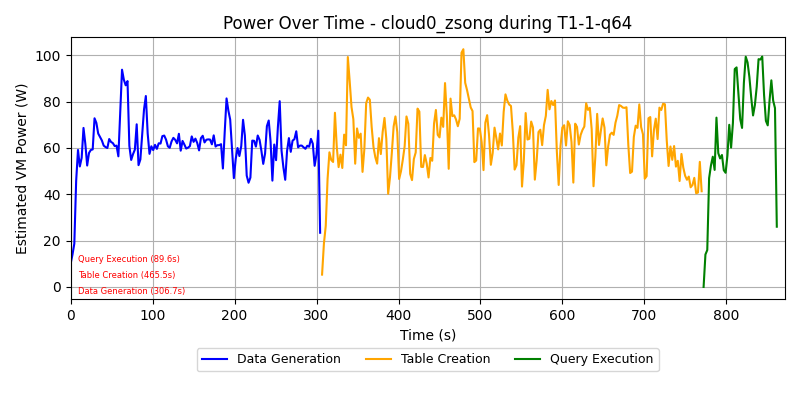 Power Over Time - cloud0_zsong during T1-1-q64
Estimated VM Power (W)
100
80
60
40
20
0
Query Execution (89.6s)
Table Creation (465.5s)
Data Generation (306.7s)
0 100 200 300 400 500 600 700 800
Time (s)
Data Generation Table Creation Query Execution